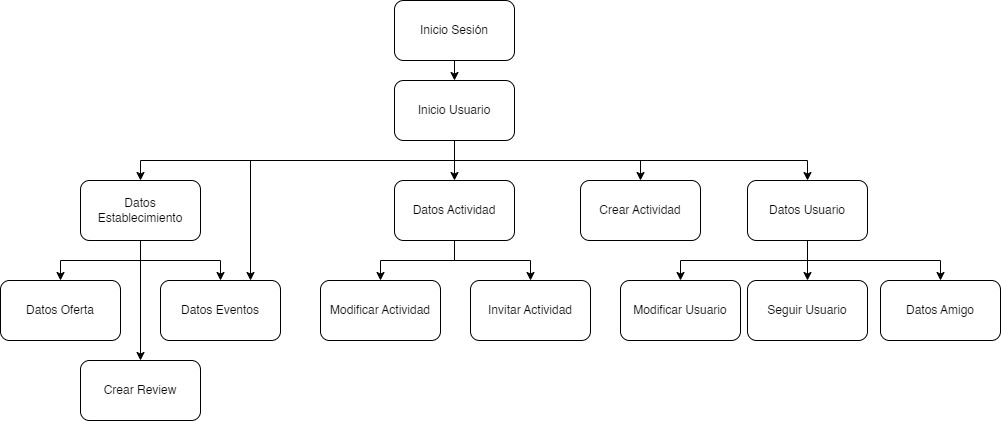 Inicio Sesión
Inicio Usuario
Datos
Establecimiento
Datos Actividad
Crear Actividad
Datos Usuario
Datos Oferta
Datos Eventos
Modificar Actividad
Invitar Actividad
Modificar Usuario
Seguir Usuario
Datos Amigo
Crear Review